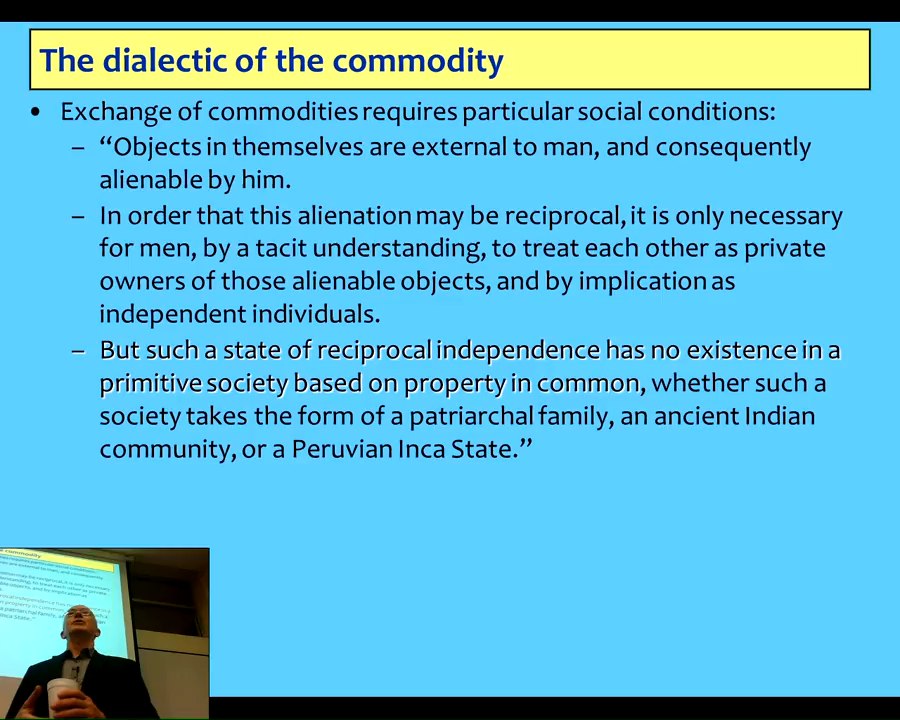 The dialectic of the commodity
• Exchange of commodities requires particular social conditions:
– “Objects in themselves are external to man, and consequently
alienable by him.
– In order that this alienation may be reciprocal, it is only necessary
for men, by a tacit understanding, to treat each other as private
owners of those alienable objects, and by implication as
independent individuals.
– But such a state of reciprocal independence has no existence in a
primitive society based on property in common, whether such a
society takes the form of a patriarchal family, an ancient Indian
community, or a Peruvian Inca State.”